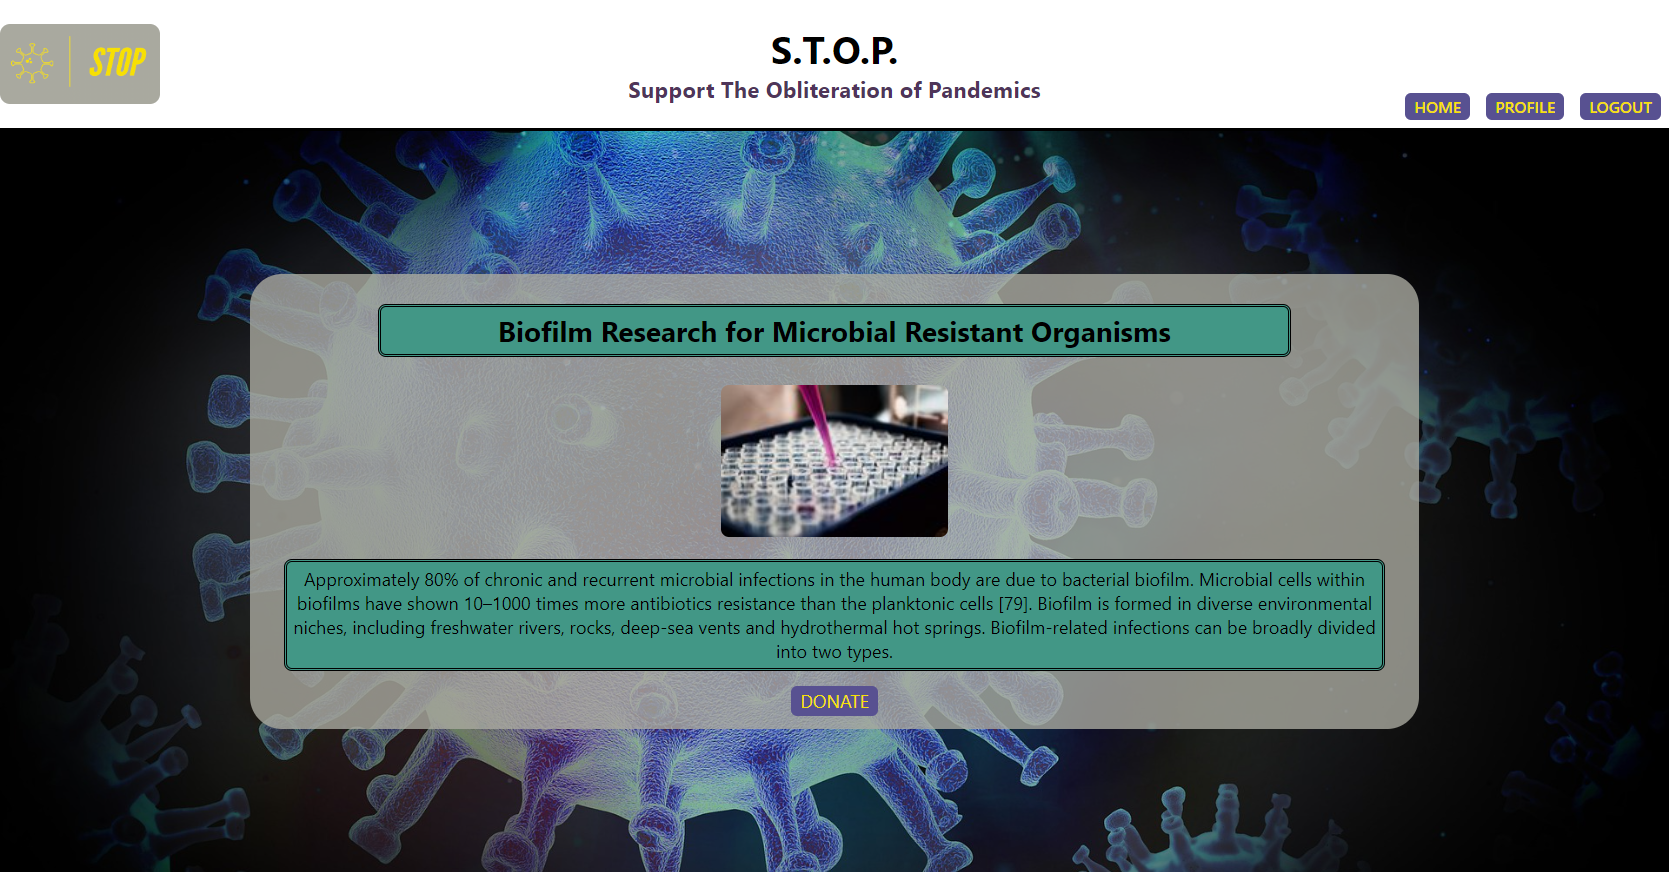 STOP
S.T.O.P.
Support The Obliteration of Pandemics
HOME PROFILE LOGOUT
Biofilm Research for Microbial Resistant Organisms
Approximately 80% of chronic and recurrent microbial infections in the human body are due to bacterial biofilm. Microbial cells within
biofilms have shown 10–1000 times more antibiotics resistance than the planktonic cells [79]. Biofilm is formed in diverse environmental
niches, including freshwater rivers, rocks, deep-sea vents and hydrothermal hot springs. Biofilm-related infections can be broadly divided
into two types.
DONATE